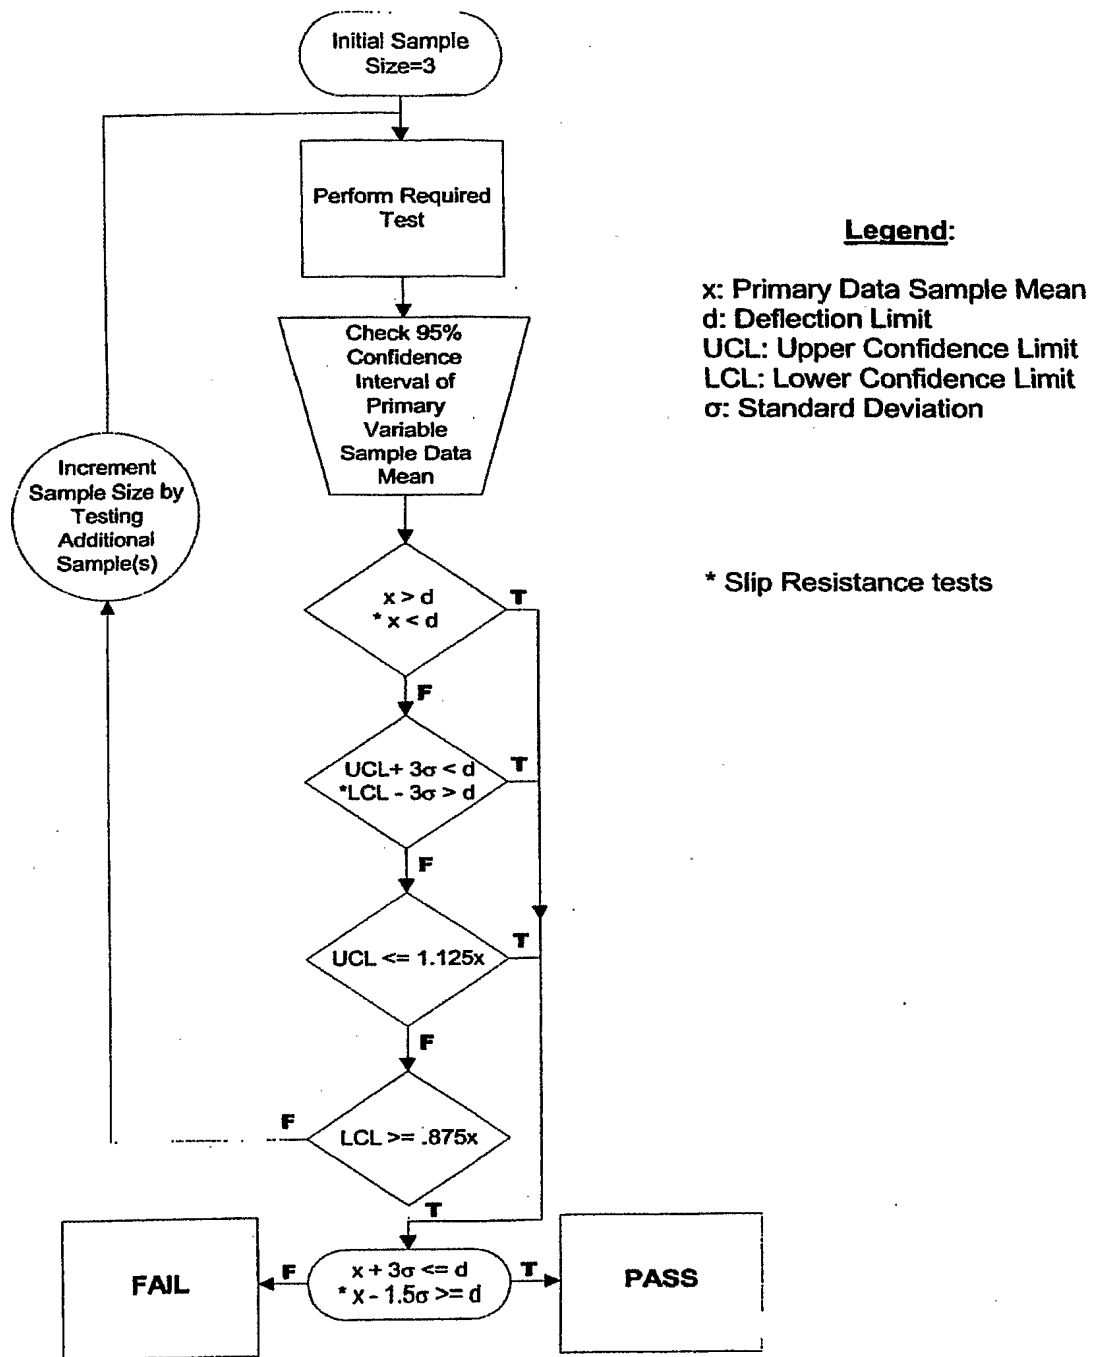 Initial Sample
Size=3
Perform Required
Test
Legend:
x: Primary Data Sample Mean
d: Deflection Limit
UCL: Upper Confidence Limit
LCL: Lower Confidence Limit
σ: Standard Deviation
Check 95%
Confidence
Interval of
Primary
Variable
Sample Data
Mean
Increment
Sample Size by
Testing
Additional
Sample(s)
* Slip Resistance tests
x > d
* x < d
T
F
UCL+ 3σ < d
*LCL - 3σ > d
T
F
UCL <= 1.125x
T
F
LCL >= .875x
F
T
x + 3σ <= d
* x - 1.5σ >= d
F
T
FAIL
PASS